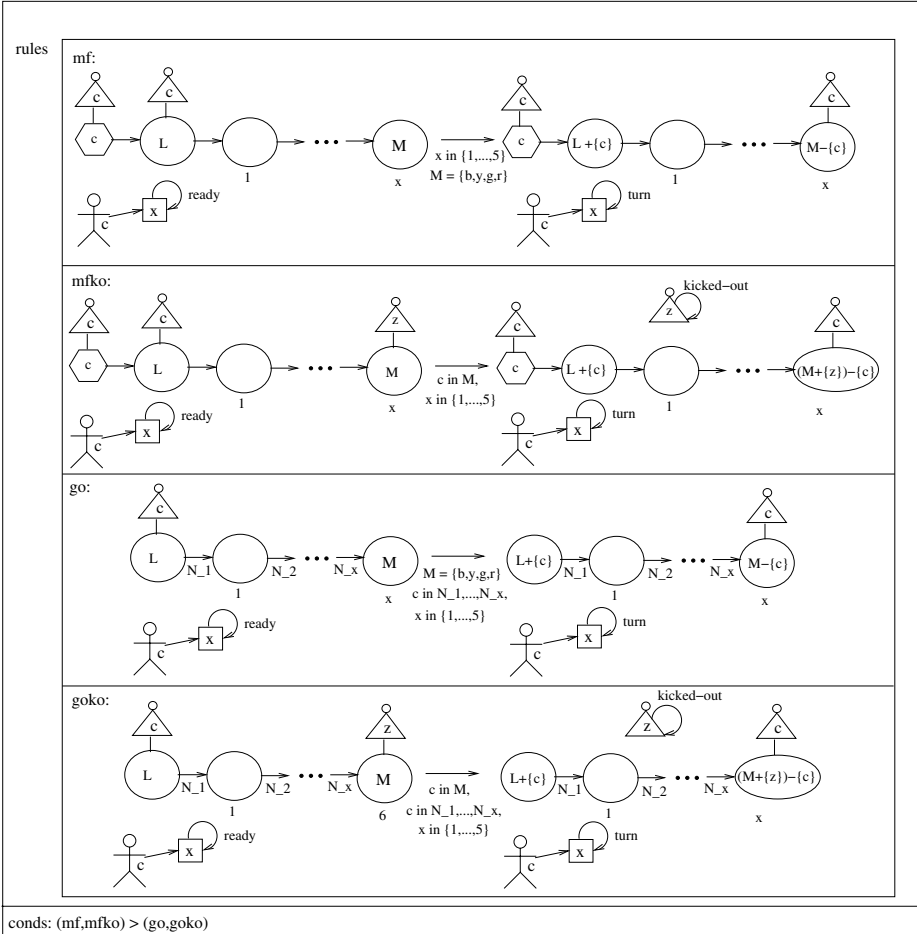 rules
mf:
c c c c
c L M c L +{c} M−{c}
x in {1,...,5}
1 x M = {b,y,g,r} 1 x
ready turn
c x c x
mfko:
kicked−out
c c z c z c
c L M c L +{c} (M+{z})−{c}
c in M,
1 x x in {1,...,5} 1 x
ready turn
c x c x
go:
c c
L M L+{c} M−{c}
N_1 N_2 N_x M = {b,y,g,r} N_1 N_2 N_x
1 x c in N_1,...,N_x, 1 x
x in {1,...,5}
ready turn
c x c x
goko:
kicked−out
c z z c
L M L+{c} (M+{z})−{c}
N_1 N_2 N_x c in M, N_1 N_2 N_x
1 6 c in N_1,...,N_x, 1 x
x in {1,...,5}
ready turn
c x c x
conds: (mf,mfko) > (go,goko)